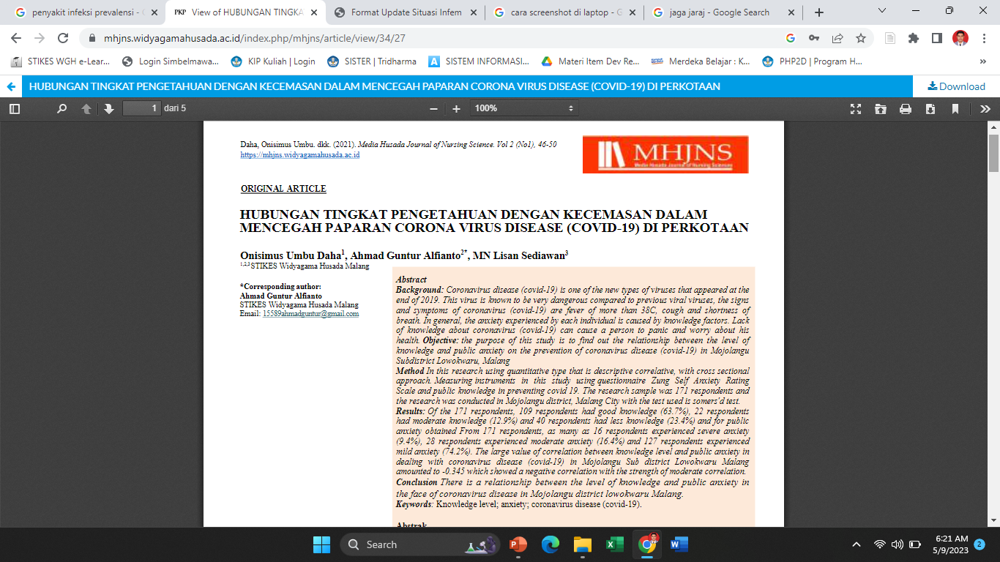 penyakit infeksi prevalensi - G
View of HUBUNGAN TINGKA
Format Update Situasi Infem
cara screenshot di laptop - G
jaga jaraj - Google Search
mhjns.widyagamahusada.ac.id/index.php/mhjns/article/view/34/27
STIKES WGH e-Lear...
Login Simbelmawa...
KIP Kuliah | Login
SISTER | Tridharma
SISTEM INFORMASI...
Materi Item Dev Re...
Merdeka Belajar : K...
PHP2D | Program H...
HUBUNGAN TINGKAT PENGETAHUAN DENGAN KECEMASAN DALAM MENCEGAH PAPARAN CORONA VIRUS DISEASE (COVID-19) DI PERKOTAAN
Download
1 dari 5
100%
Daha, Onisimus Umbu. dkk. (2021). Media Husada Journal of Nursing Science. Vol 2 (No1), 46-50
https://mhjns.widyagamahusada.ac.id
MHJNS
Media Husada Journal of Nursing Sciences
ORIGINAL ARTICLE
HUBUNGAN TINGKAT PENGETAHUAN DENGAN KECEMASAN DALAM
MENCEGAH PAPARAN CORONA VIRUS DISEASE (COVID-19) DI PERKOTAAN
Onisimus Umbu Daha1, Ahmad Guntur Alfianto2*, MN Lisan Sediawan3
1,2,3STIKES Widyagama Husada Malang
*Corresponding author:
Ahmad Guntur Alfianto
STIKES Widyagama Husada Malang
Email: 15589ahmadguntur@gmail.com
Abstract
Background: Coronavirus disease (covid-19) is one of the new types of viruses that appeared at the
end of 2019. This virus is known to be very dangerous compared to previous viral viruses, the signs
and symptoms of coronavirus (covid-19) are fever of more than 38C, cough and shortness of
breath. In general, the anxiety experienced by each individual is caused by knowledge factors. Lack
of knowledge about coronavirus (covid-19) can cause a person to panic and worry about his
health. Objective: the purpose of this study is to find out the relationship between the level of
knowledge and public anxiety on the prevention of coronavirus disease (covid-19) in Mojolangu
Subdistrict Lowokwaru, Malang
Method In this research using quantitative type that is descriptive correlative, with cross sectional
approach. Measuring instruments in this study using questionnaire Zung Self Anxiety Rating
Scale and public knowledge in preventing covid 19. The research sample was 171 respondents and
the research was conducted in Mojolangu district, Malang City with the test used is somers'd test.
Results: Of the 171 respondents, 109 respondents had good knowledge (63.7%), 22 respondents
had moderate knowledge (12.9%) and 40 respondents had less knowledge (23.4%) and for public
anxiety obtained From 171 respondents, as many as 16 respondents experienced severe anxiety
(9.4%), 28 respondents experienced moderate anxiety (16.4%) and 127 respondents experienced
mild anxiety (74.2%). The large value of correlation between knowledge level and public anxiety in
dealing with coronavirus disease (covid-19) in Mojolangu Sub district Lowokwaru Malang
amounted to -0.345 which showed a negative correlation with the strength of moderate correlation.
Conclusion There is a relationship between the level of knowledge and public anxiety in
the face of coronavirus disease in Mojolangu district lowokwaru Malang.
Keywords: Knowledge level; anxiety; coronavirus disease (covid-19).
Abstrak
Search
6:21 AM
5/9/2023
2